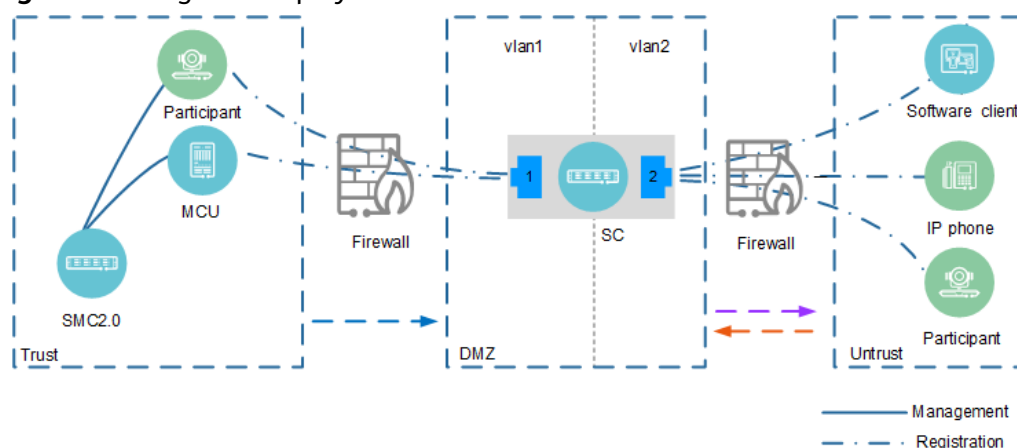 vlan1
vlan2
Participant
MCU
SMC2.0
Trust
Firewall
1
2
SC
DMZ
Firewall
Software client
IP phone
Participant
Untrust
Management
Registration